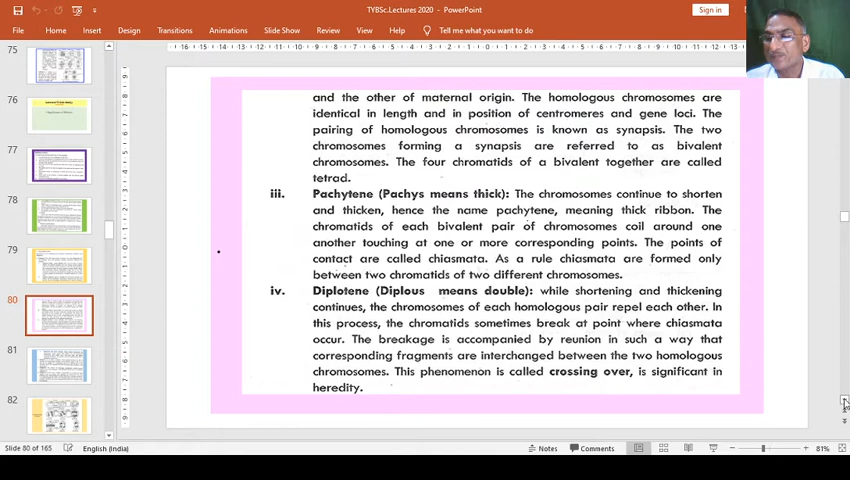 TYBSc.Lectures 2020 - PowerPoint
Sign in
File Home Insert Draw Design Transitions Animations Slide Show Review View Help Tell me what you want to do
75
76
77
78
79
80
81
82
and the other of maternal origin. The homologous chromosomes are
identical in length and in position of centromeres and gene loci. The
pairing of homologous chromosomes is known as synapsis. The two
chromosomes forming a synapsis are referred to as bivalent
chromosomes. The four chromatids of a bivalent together are called
tetrad.
iii. Pachytene (Pachys means thick): The chromosomes continue to shorten
and thicken, hence the name pachytene, meaning thick ribbon. The
chromatids of each bivalent pair of chromosomes coil around one
another touching at one or more corresponding points. The points of
contact are called chiasmata. As a rule chiasmata are formed only
between two chromatids of two different chromosomes.
iv. Diplotene (Diplous means double): while shortening and thickening
continues, the chromosomes of each homologous pair repel each other. In
this process, the chromatids sometimes break at point where chiasmata
occur. The breakage is accompanied by reunion in such a way that
corresponding fragments are interchanged between the two homologous
chromosomes. This phenomenon is called crossing over, is significant in
heredity.
Slide 80 of 165 English (India) Notes Comments 81%